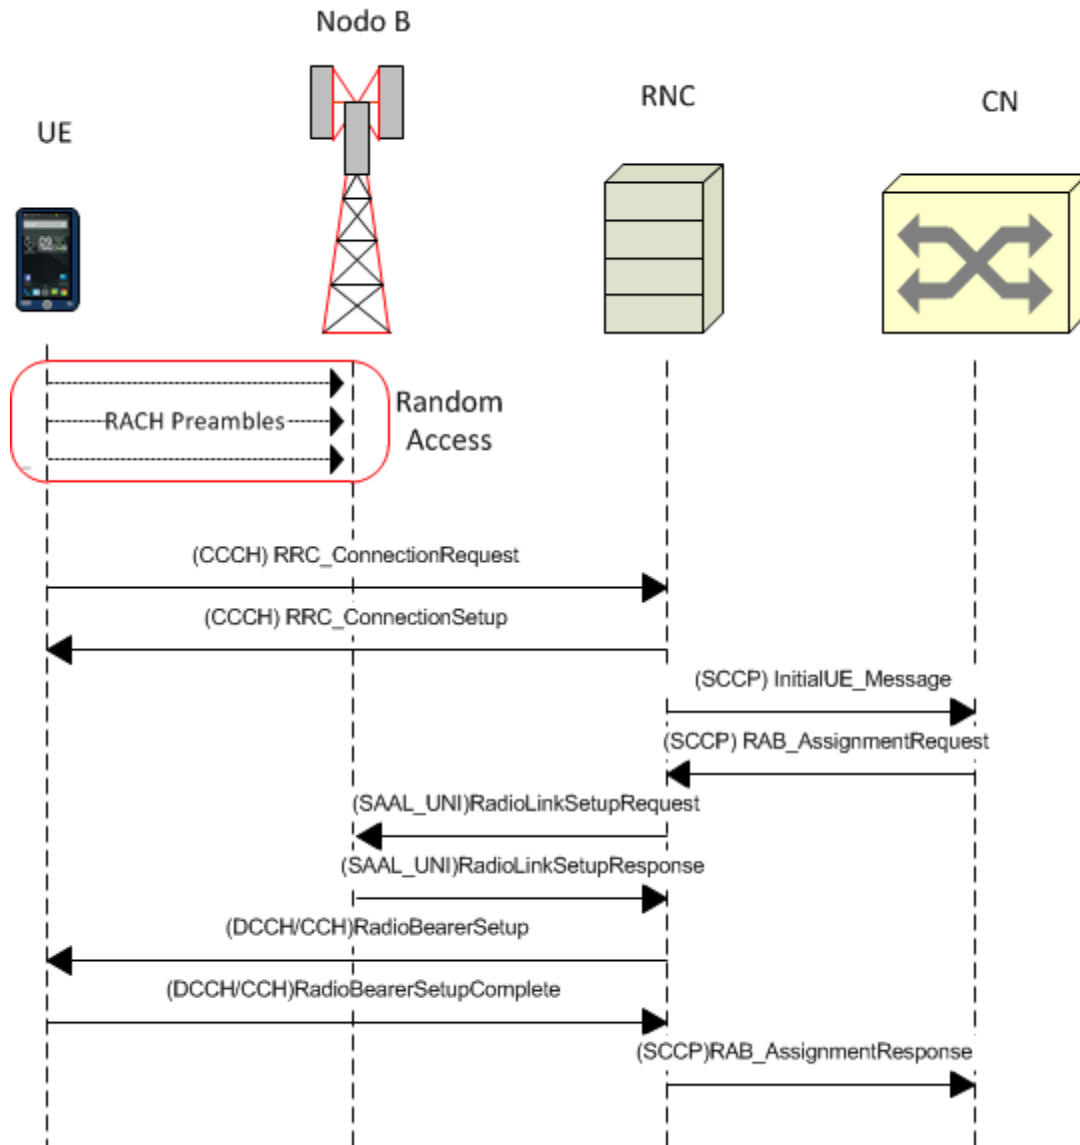 Nodo B
RNC
CN
UE
RACH Preambles
Random
Access
(CCCH) RRC_ConnectionRequest
(CCCH) RRC_ConnectionSetup
(SCCP) InitialUE_Message
(SCCP) RAB_AssignmentRequest
(SAAL_UNI)RadioLinkSetupRequest
(SAAL_UNI)RadioLinkSetupResponse
(DCCH/CCH)RadioBearerSetup
(DCCH/CCH)RadioBearerSetupComplete
(SCCP)RAB_AssignmentResponse